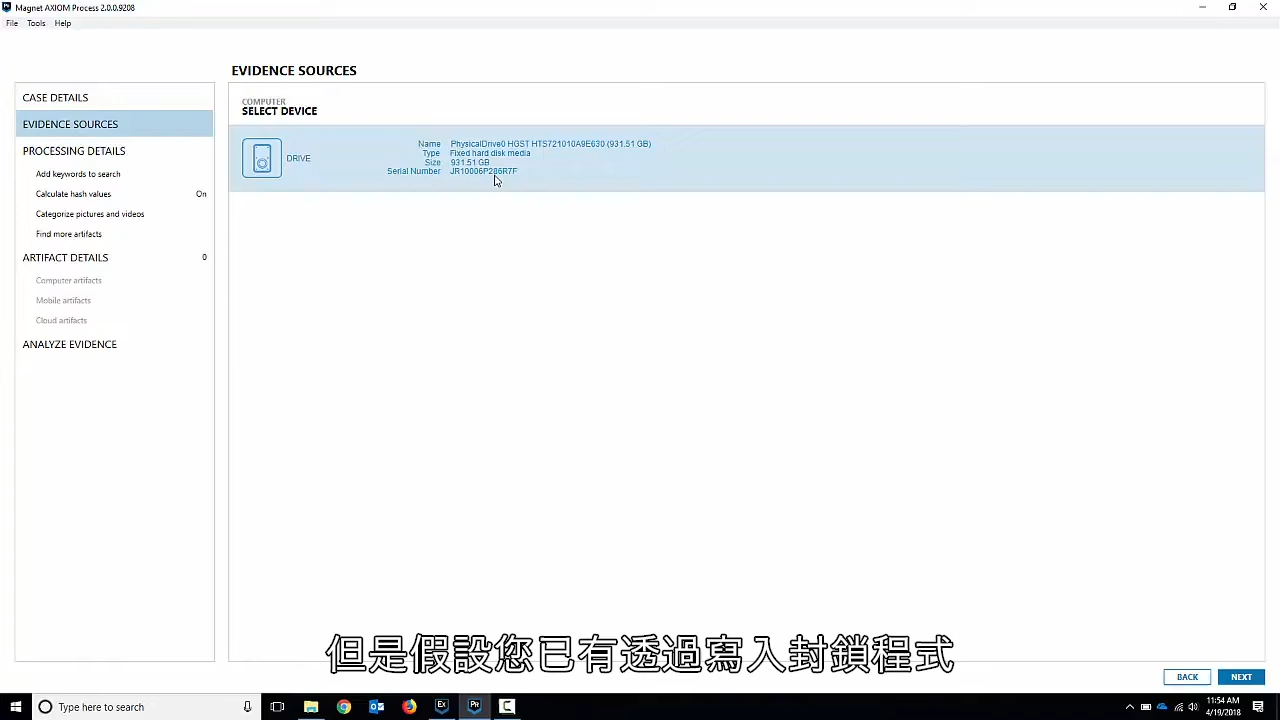 Magnet AXIOM Process 2.0.0.9208
File Tools Help
EVIDENCE SOURCES
CASE DETAILS
EVIDENCE SOURCES
PROCESSING DETAILS
Add keywords to search
Calculate hash values On
Categorize pictures and videos
Find more artifacts
ARTIFACT DETAILS 0
Computer artifacts
Mobile artifacts
Cloud artifacts
ANALYZE EVIDENCE
COMPUTER
SELECT DEVICE
DRIVE
Name PhysicalDrive0 HGST HTS721010A9E630 (931.51 GB)
Type Fixed hard disk media
Size 931.51 GB
Serial Number JR10006P286R7F
但是假設您已有透過寫入封鎖程式
BACK NEXT
Type here to search
Ex
Pr
11:54 AM
4/19/2018